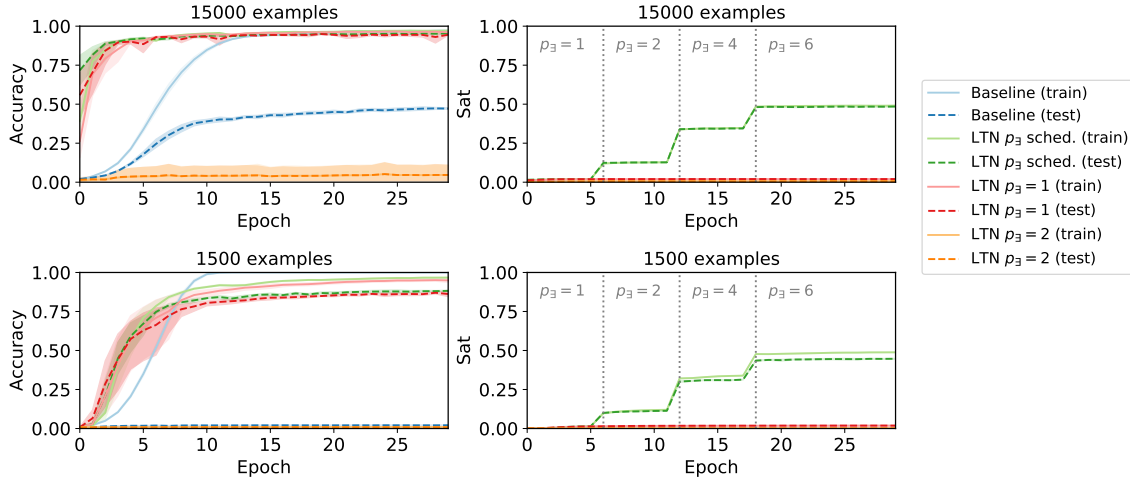 15000 examples
1.00
0.75
0.50
0.25
0.00
Accuracy
0 5 10 15 20 25
Epoch
15000 examples
p∃ = 1 p∃ = 2 p∃ = 4 p∃ = 6
1.00
0.75
0.50
0.25
0.00
Sat
0 5 10 15 20 25
Epoch
Baseline (train)
Baseline (test)
LTN p∃ sched. (train)
LTN p∃ sched. (test)
LTN p∃ = 1 (train)
LTN p∃ = 1 (test)
LTN p∃ = 2 (train)
LTN p∃ = 2 (test)
1500 examples
1.00
0.75
0.50
0.25
0.00
Accuracy
0 5 10 15 20 25
Epoch
1500 examples
p∃ = 1 p∃ = 2 p∃ = 4 p∃ = 6
1.00
0.75
0.50
0.25
0.00
Sat
0 5 10 15 20 25
Epoch